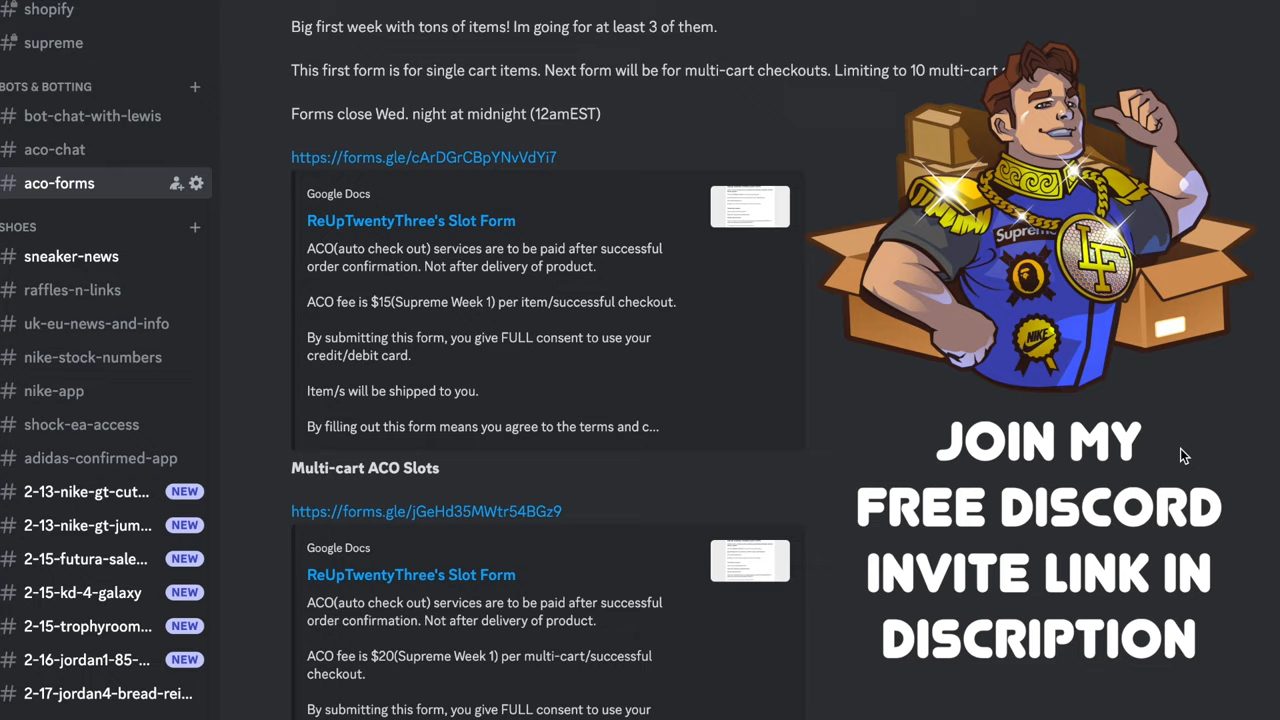 shopify
supreme
BOTS & BOTTING
bot-chat-with-lewis
aco-chat
aco-forms
SHOES
sneaker-news
raffles-n-links
uk-eu-news-and-info
nike-stock-numbers
nike-app
shock-ea-access
adidas-confirmed-app
2-13-nike-gt-cut... NEW
2-13-nike-gt-jum... NEW
NEW
2-15-kd-4-galaxy NEW
2-15-trophyroom... NEW
2-16-jordan1-85-... NEW
2-17-jordan4-bread-rei...
Big first week with tons of items! Im going for at least 3 of them.
This first form is for single cart items. Next form will be for multi-cart checkouts. Limiting to 10 multi-cart
Forms close Wed. night at midnight (12amEST)
https://forms.gle/cArDGrCBpYNvVdYi7
Google Docs
ReUpTwentyThree's Slot Form
ACO(auto check out) services are to be paid after successful
order confirmation. Not after delivery of product.
ACO fee is $15(Supreme Week 1) per item/successful checkout.
By submitting this form, you give FULL consent to use your
credit/debit card.
Item/s will be shipped to you.
By filling out this form means you agree to the terms and c...
Multi-cart ACO Slots
https://forms.gle/jGeHd35MWtr54BGz9
Google Docs
ReUpTwentyThree's Slot Form
ACO(auto check out) services are to be paid after successful
order confirmation. Not after delivery of product.
ACO fee is $20(Supreme Week 1) per multi-cart/successful
checkout.
By submitting this form, you give FULL consent to use your
Supreme
LF
NIKE
JOIN MY
FREE DISCORD
INVITE LINK IN
DISCRIPTION